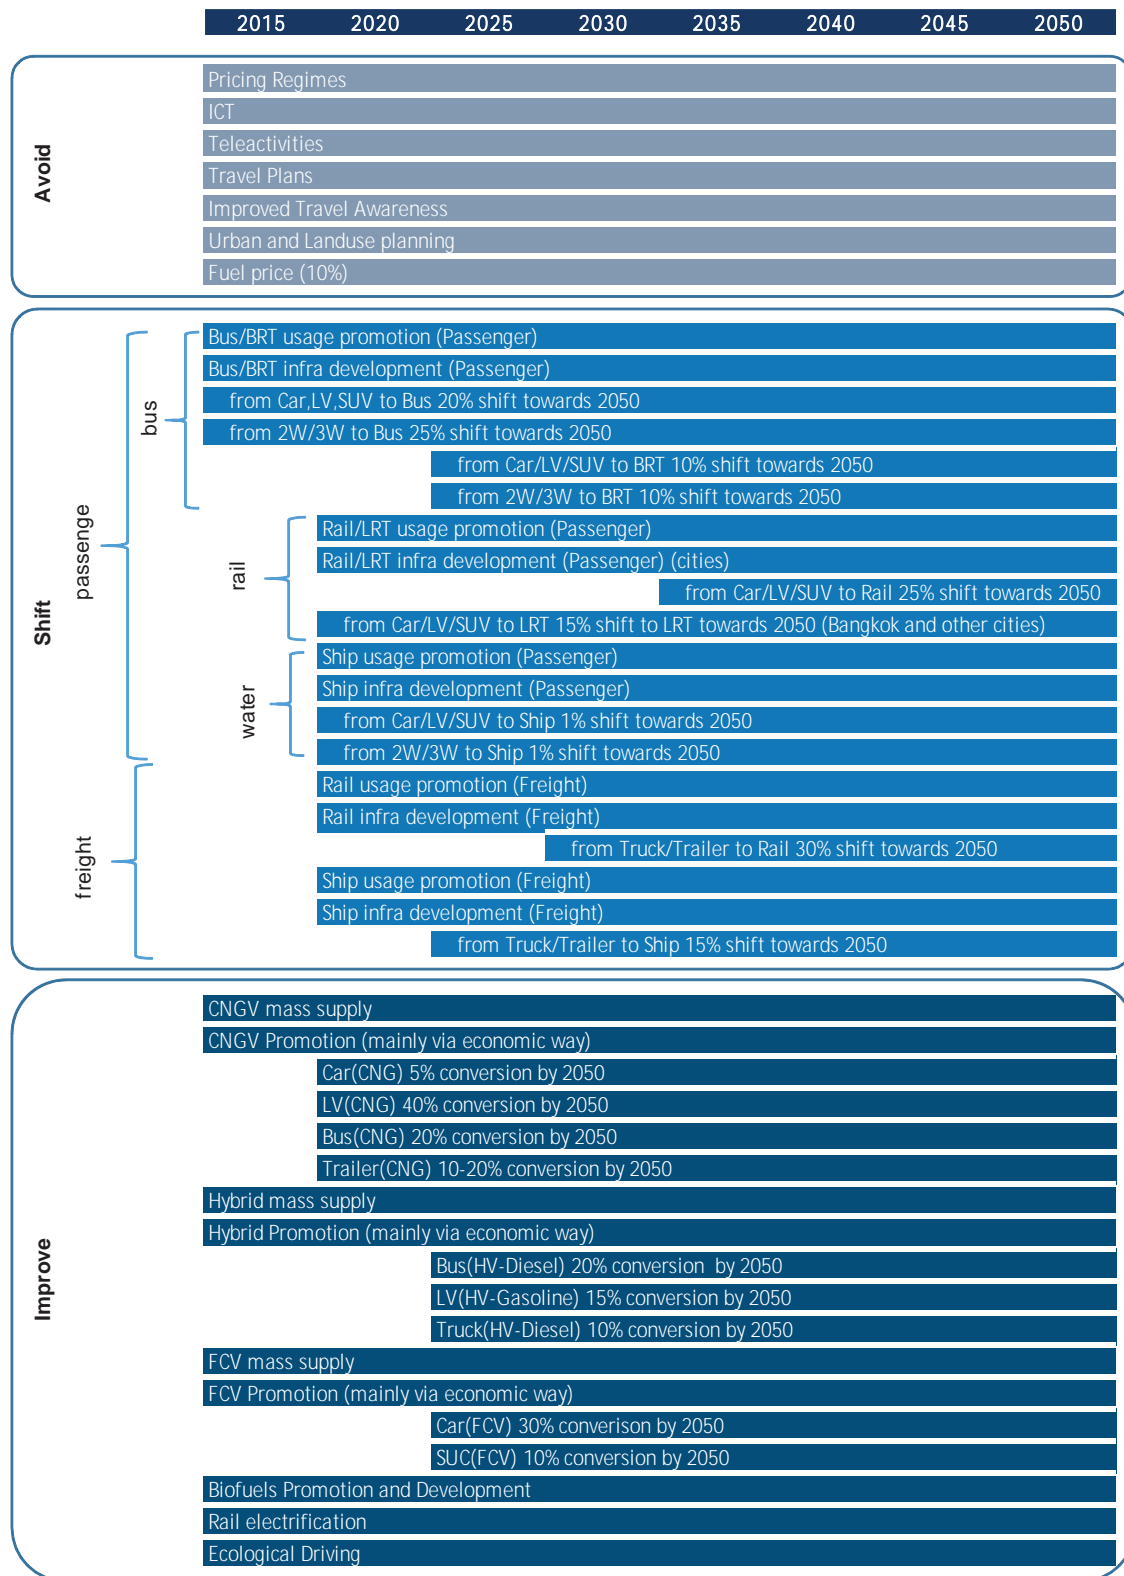 2015 2020 2025 2030 2035 2040 2045 2050
Avoid
Pricing Regimes
ICT
Teleactivities
Travel Plans
Improved Travel Awareness
Urban and Landuse planning
Fuel price (10%)
Shift
passenge
bus
Bus/BRT usage promotion (Passenger)
Bus/BRT infra development (Passenger)
from Car,LV,SUV to Bus 20% shift towards 2050
from 2W/3W to Bus 25% shift towards 2050
from Car/LV/SUV to BRT 10% shift towards 2050
from 2W/3W to BRT 10% shift towards 2050
rail
Rail/LRT usage promotion (Passenger)
Rail/LRT infra development (Passenger) (cities)
from Car/LV/SUV to Rail 25% shift towards 2050
from Car/LV/SUV to LRT 15% shift to LRT towards 2050 (Bangkok and other cities)
water
Ship usage promotion (Passenger)
Ship infra development (Passenger)
from Car/LV/SUV to Ship 1% shift towards 2050
from 2W/3W to Ship 1% shift towards 2050
freight
Rail usage promotion (Freight)
Rail infra development (Freight)
from Truck/Trailer to Rail 30% shift towards 2050
Ship usage promotion (Freight)
Ship infra development (Freight)
from Truck/Trailer to Ship 15% shift towards 2050
Improve
CNGV mass supply
CNGV Promotion (mainly via economic way)
Car(CNG) 5% conversion by 2050
LV(CNG) 40% conversion by 2050
Bus(CNG) 20% conversion by 2050
Trailer(CNG) 10-20% conversion by 2050
Hybrid mass supply
Hybrid Promotion (mainly via economic way)
Bus(HV-Diesel) 20% conversion by 2050
LV(HV-Gasoline) 15% conversion by 2050
Truck(HV-Diesel) 10% conversion by 2050
FCV mass supply
FCV Promotion (mainly via economic way)
Car(FCV) 30% converison by 2050
SUC(FCV) 10% conversion by 2050
Biofuels Promotion and Development
Rail electrification
Ecological Driving